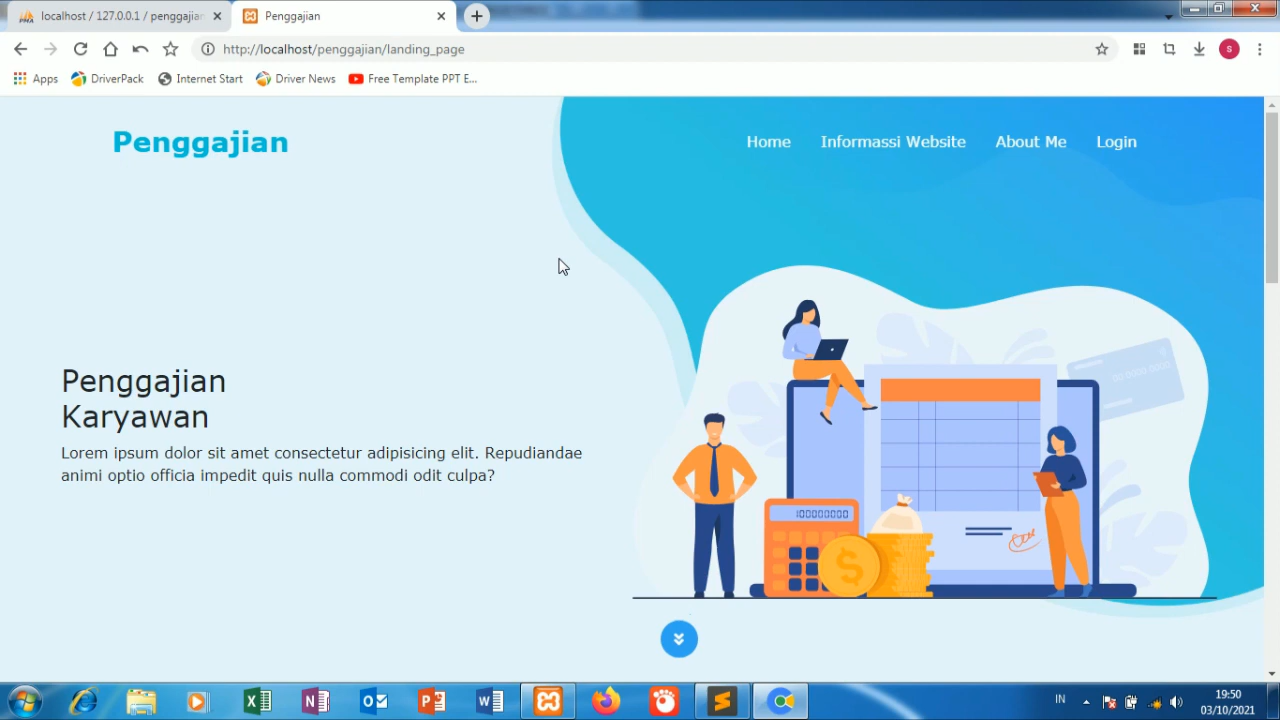 localhost / 127.0.0.1 / penggajian
Penggajian
http://localhost/penggajian/landing_page
S
Apps
DriverPack
Internet Start
Driver News
Free Template PPT E...
Penggajian
Home
Informassi Website
About Me
Login
Penggajian
Karyawan
Lorem ipsum dolor sit amet consectetur adipisicing elit. Repudiandae
animi optio officia impedit quis nulla commodi odit culpa?
100000000
IN
19:50
03/10/2021